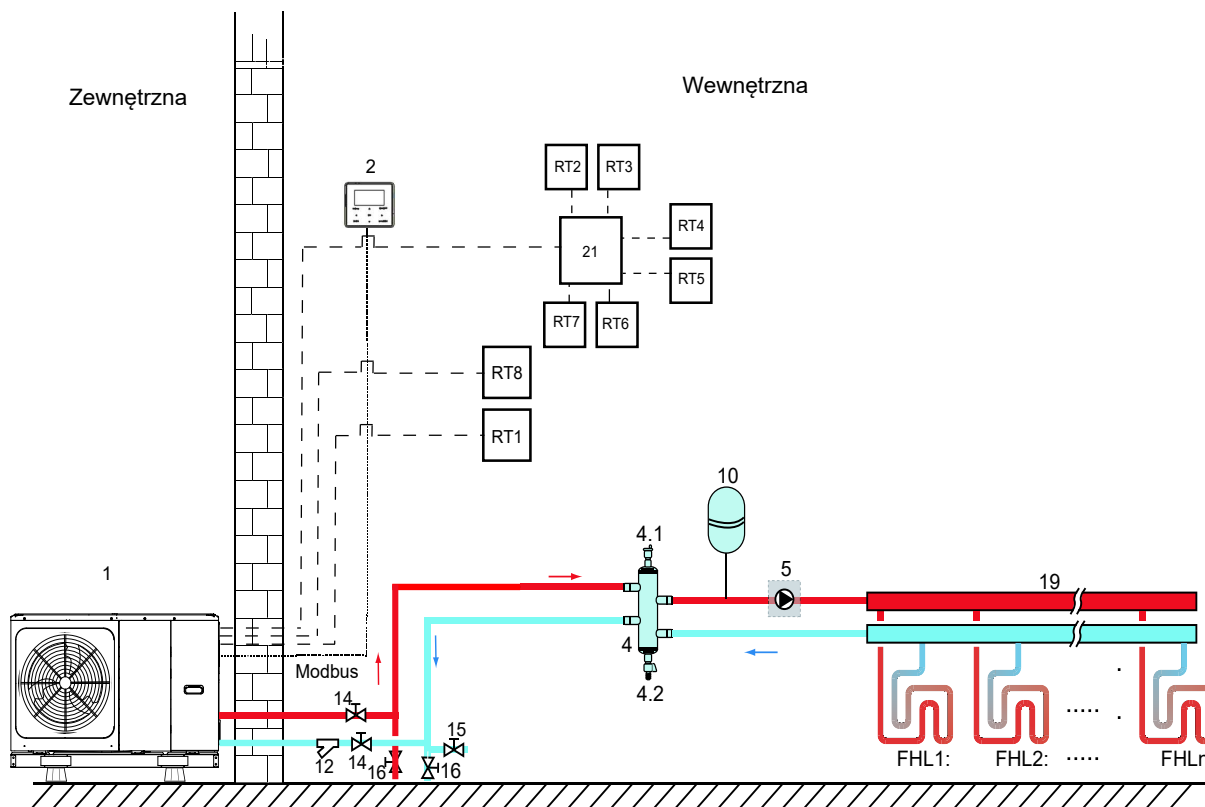 Zewnętrzna
Wewnętrzna
2
RT2
RT3
RT4
21
RT5
RT7
RT6
RT8
RT1
10
4.1
1
5
19
4
Modbus
4.2
14
15
12
14
16
16
.
.....
.
FHL1:
FHL2:
.....
FHLn